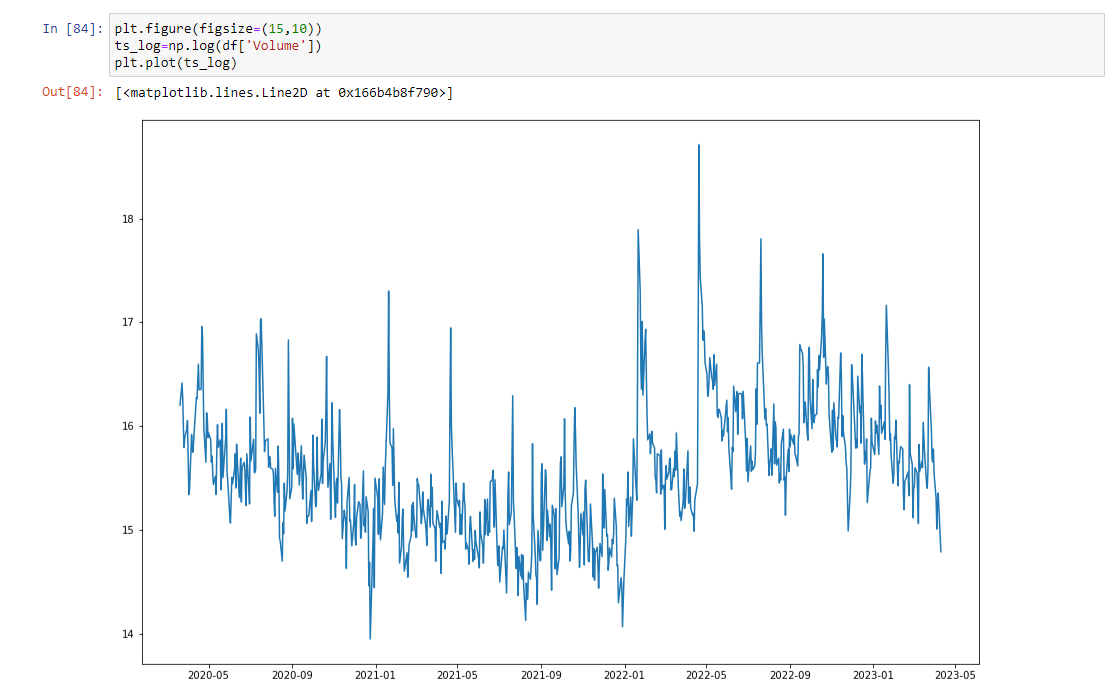 In [84]: plt.figure(figsize=(15,10))
ts_log=np.log(df['Volume'])
plt.plot(ts_log)
Out[84]: [<matplotlib.lines.Line2D at 0x166b4b8f790>]
18
17
16
15
14
2020-05 2020-09 2021-01 2021-05 2021-09 2022-01 2022-05 2022-09 2023-01 2023-05